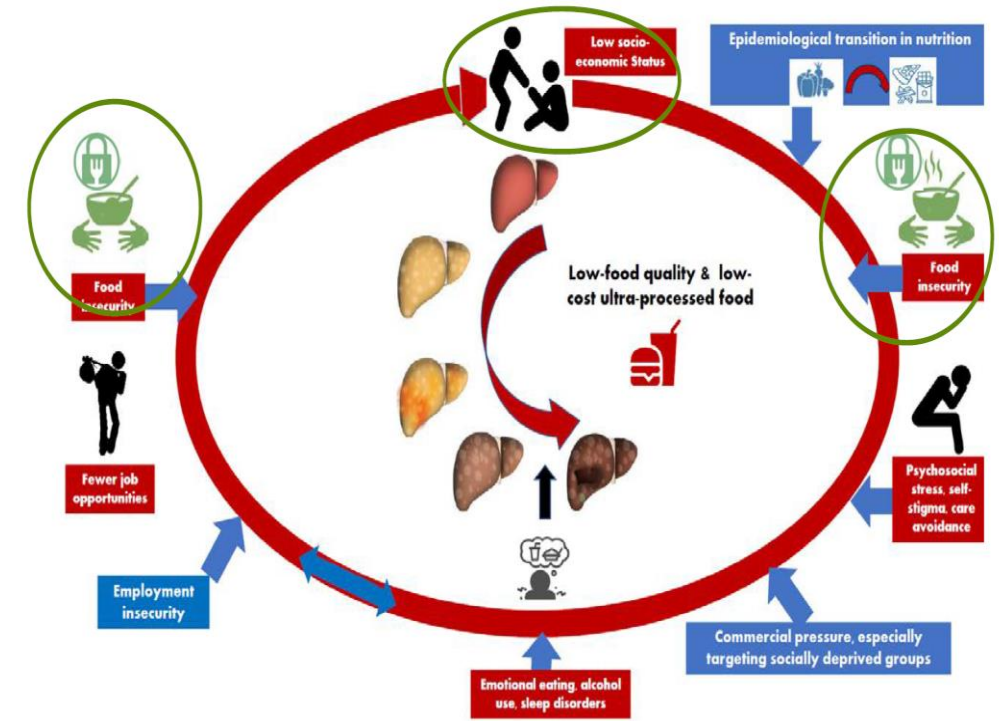 Low socio-
economic Status
Epidemiological transition in nutrition
Low-food quality & low-
cost ultra-processed food
Food
insecurity
Food
insecurity
Fewer job
opportunities
Psychosocial
stress, self-
stigma, care
avoidance
Employment
insecurity
Commercial pressure, especially
targeting socially deprived groups
Emotional eating, alcohol
use, sleep disorders